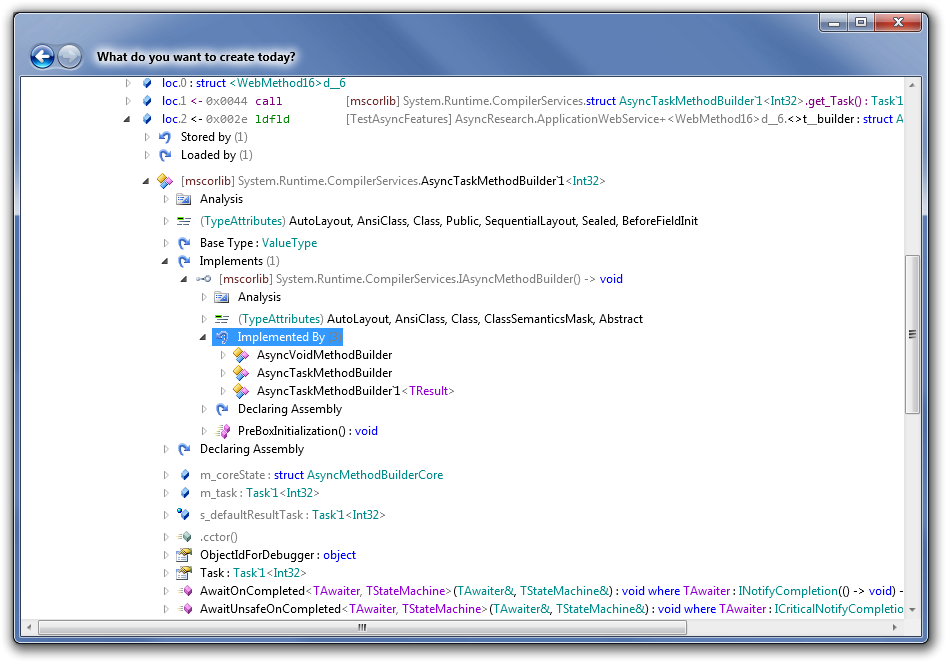 What do you want to create today?
loc.0 : struct <WebMethod16>d__6
loc.1 <- 0x0044 call [mscorlib] System.Runtime.CompilerServices.struct AsyncTaskMethodBuilder`1<Int32>.get_Task() : Task`1
loc.2 <- 0x002e ldfld [TestAsyncFeatures] AsyncResearch.ApplicationWebService+<WebMethod16>d__6.<>t__builder : struct A
Stored by (1)
Loaded by (1)
[mscorlib] System.Runtime.CompilerServices.AsyncTaskMethodBuilder`1<Int32>
Analysis
(TypeAttributes) AutoLayout, AnsiClass, Class, Public, SequentialLayout, Sealed, BeforeFieldInit
Base Type : ValueType
Implements (1)
[mscorlib] System.Runtime.CompilerServices.IAsyncMethodBuilder() -> void
Analysis
(TypeAttributes) AutoLayout, AnsiClass, Class, ClassSemanticsMask, Abstract
Implemented By
AsyncVoidMethodBuilder
AsyncTaskMethodBuilder
AsyncTaskMethodBuilder`1<TResult>
Declaring Assembly
PreBoxInitialization() : void
Declaring Assembly
m_coreState : struct AsyncMethodBuilderCore
m_task : Task`1<Int32>
s_defaultResultTask : Task`1<Int32>
.cctor()
ObjectIdForDebugger : object
Task : Task`1<Int32>
AwaitOnCompleted<TAwaiter, TStateMachine>(TAwaiter&, TStateMachine&) : void where TAwaiter : INotifyCompletion(() -> void) -
AwaitUnsafeOnCompleted<TAwaiter, TStateMachine>(TAwaiter&, TStateMachine&) : void where TAwaiter : ICriticalNotifyCompletio